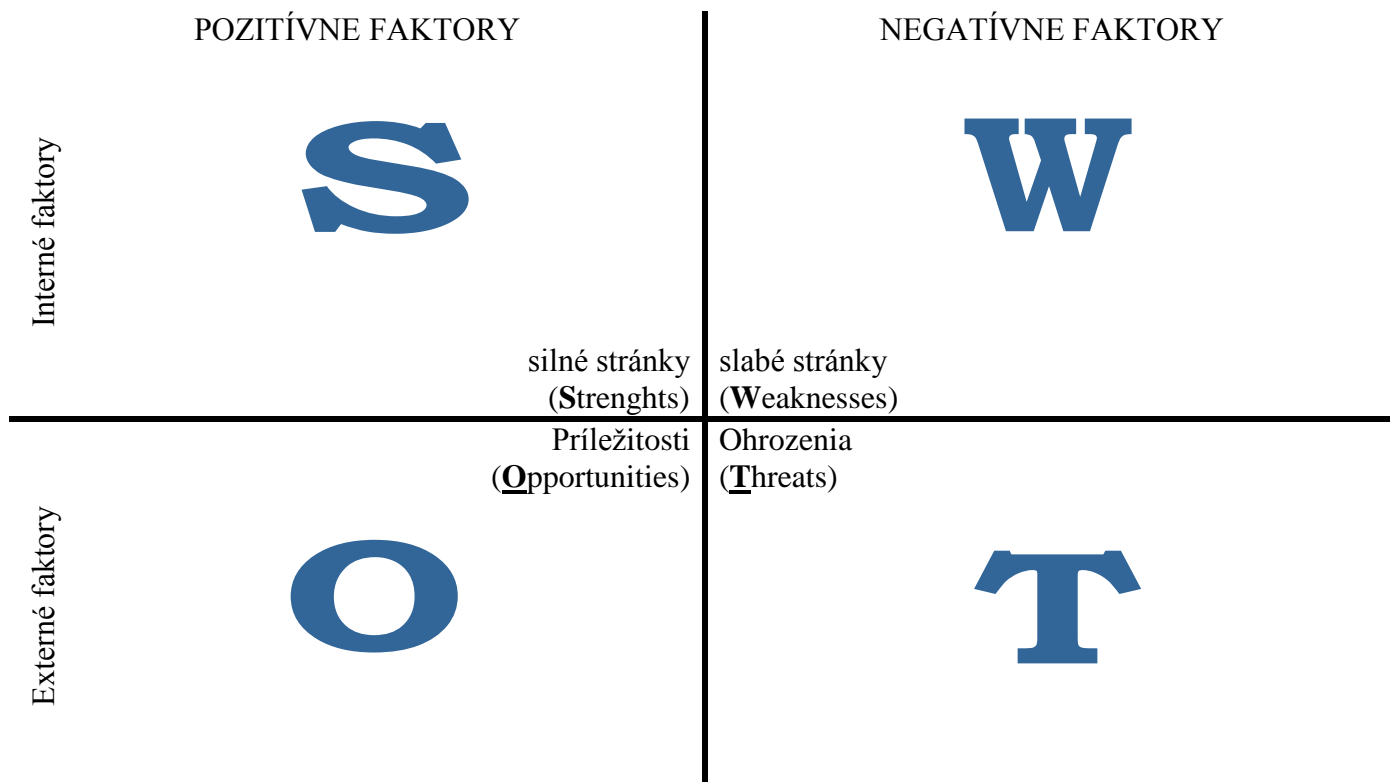 POZITÍVNE FAKTORY
NEGATÍVNE FAKTORY
Interné faktory
S
W
silné stránky
(Strenghts)
slabé stránky
(Weaknesses)
Príležitosti
(Opportunities)
Ohrozenia
(Threats)
Externé faktory
O
T